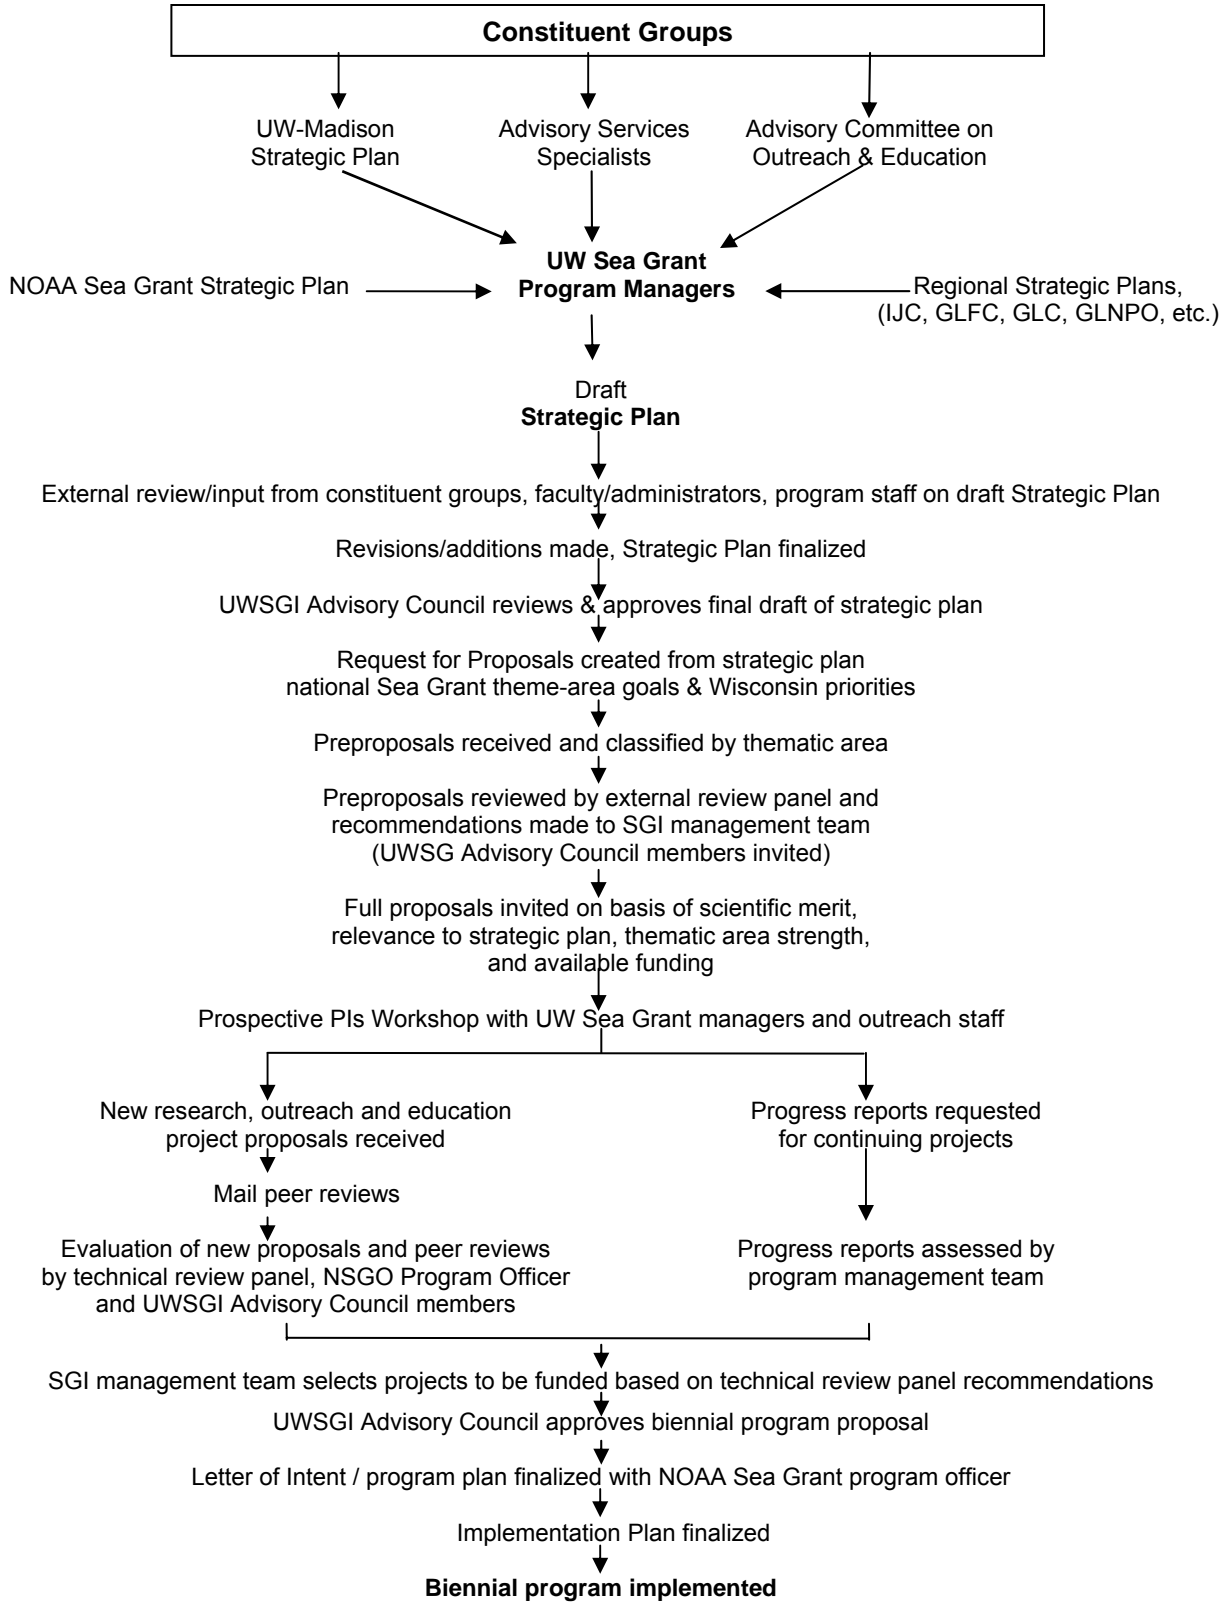 Constituent Groups
UW-Madison
Strategic Plan
Advisory Services
Specialists
Advisory Committee on
Outreach & Education
NOAA Sea Grant Strategic Plan
UW Sea Grant
Program Managers
Regional Strategic Plans,
(IJC, GLFC, GLC, GLNPO, etc.)
Draft
Strategic Plan
External review/input from constituent groups, faculty/administrators, program staff on draft Strategic Plan
Revisions/additions made, Strategic Plan finalized
UWSGI Advisory Council reviews & approves final draft of strategic plan
Request for Proposals created from strategic plan
national Sea Grant theme-area goals & Wisconsin priorities
Preproposals received and classified by thematic area
Preproposals reviewed by external review panel and
recommendations made to SGI management team
(UWSG Advisory Council members invited)
Full proposals invited on basis of scientific merit,
relevance to strategic plan, thematic area strength,
and available funding
Prospective PIs Workshop with UW Sea Grant managers and outreach staff
New research, outreach and education
project proposals received
Mail peer reviews
Evaluation of new proposals and peer reviews
by technical review panel, NSGO Program Officer
and UWSGI Advisory Council members
Progress reports requested
for continuing projects
Progress reports assessed by
program management team
SGI management team selects projects to be funded based on technical review panel recommendations
UWSGI Advisory Council approves biennial program proposal
Letter of Intent / program plan finalized with NOAA Sea Grant program officer
Implementation Plan finalized
Biennial program implemented